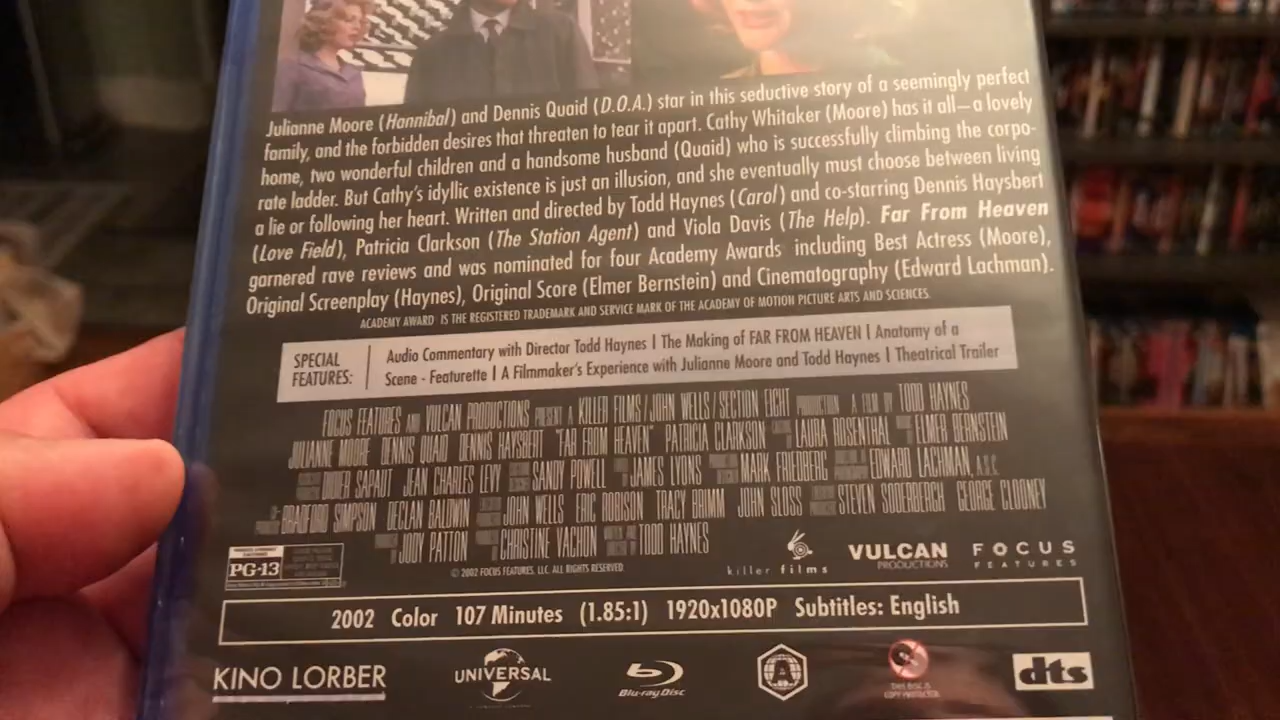 Julianne Moore (Hannibal) and Dennis Quaid (D.O.A.) star in this seductive story of a seemingly perfect
family, and the forbidden desires that threaten to tear it apart. Cathy Whitaker (Moore) has it all—a lovely
home, two wonderful children and a handsome husband (Quaid) who is successfully climbing the corpo-
rate ladder. But Cathy's idyllic existence is just an illusion, and she eventually must choose between living
a lie or following her heart. Written and directed by Todd Haynes (Carol) and co-starring Dennis Haysbert
(Love Field), Patricia Clarkson (The Station Agent) and Viola Davis (The Help). Far From Heaven
garnered rave reviews and was nominated for four Academy Awards including Best Actress (Moore),
Original Screenplay (Haynes), Original Score (Elmer Bernstein) and Cinematography (Edward Lachman).
ACADEMY AWARD IS THE REGISTERED TRADEMARK AND SERVICE MARK OF THE ACADEMY OF MOTION PICTURE ARTS AND SCIENCES.
SPECIAL
FEATURES:
Audio Commentary with Director Todd Haynes | The Making of FAR FROM HEAVEN | Anatomy of a
Scene - Featurette | A Filmmaker's Experience with Julianne Moore and Todd Haynes | Theatrical Trailer
FOCUS FEATURES AND VULCAN PRODUCTIONS PRESENT A KILLER FILMS/JOHN WELLS/SECTION EIGHT PRODUCTION A FILM BY TODD HAYNES
JULIANNE MOORE DENNIS QUAID DENNIS HAYSBERT "FAR FROM HEAVEN" PATRICIA CLARKSON LAURA ROSENTHAL ELMER BERNSTEIN
DIDIER SAPAUT JEAN CHARLES LEVY SANDY POWELL JAMES LYONS MARK FRIEDBERG EDWARD LACHMAN, A.S.C.
BRADFORD SIMPSON DECLAN BALDWIN JOHN WELLS ERIC ROBISON TRACY BRIMM JOHN SLOSS STEVEN SODERBERGH GEORGE CLOONEY
JODY PATTON CHRISTINE VACHON TODD HAYNES
© 2002 FOCUS FEATURES, LLC. ALL RIGHTS RESERVED
PG-13
killer films
VULCAN
PRODUCTIONS
FOCUS
FEATURES
2002 Color 107 Minutes (1.85:1) 1920x1080P Subtitles: English
KINO LORBER
UNIVERSAL
Blu-ray Disc
A
THIS DISC IS
COPY PROTECTED
dts